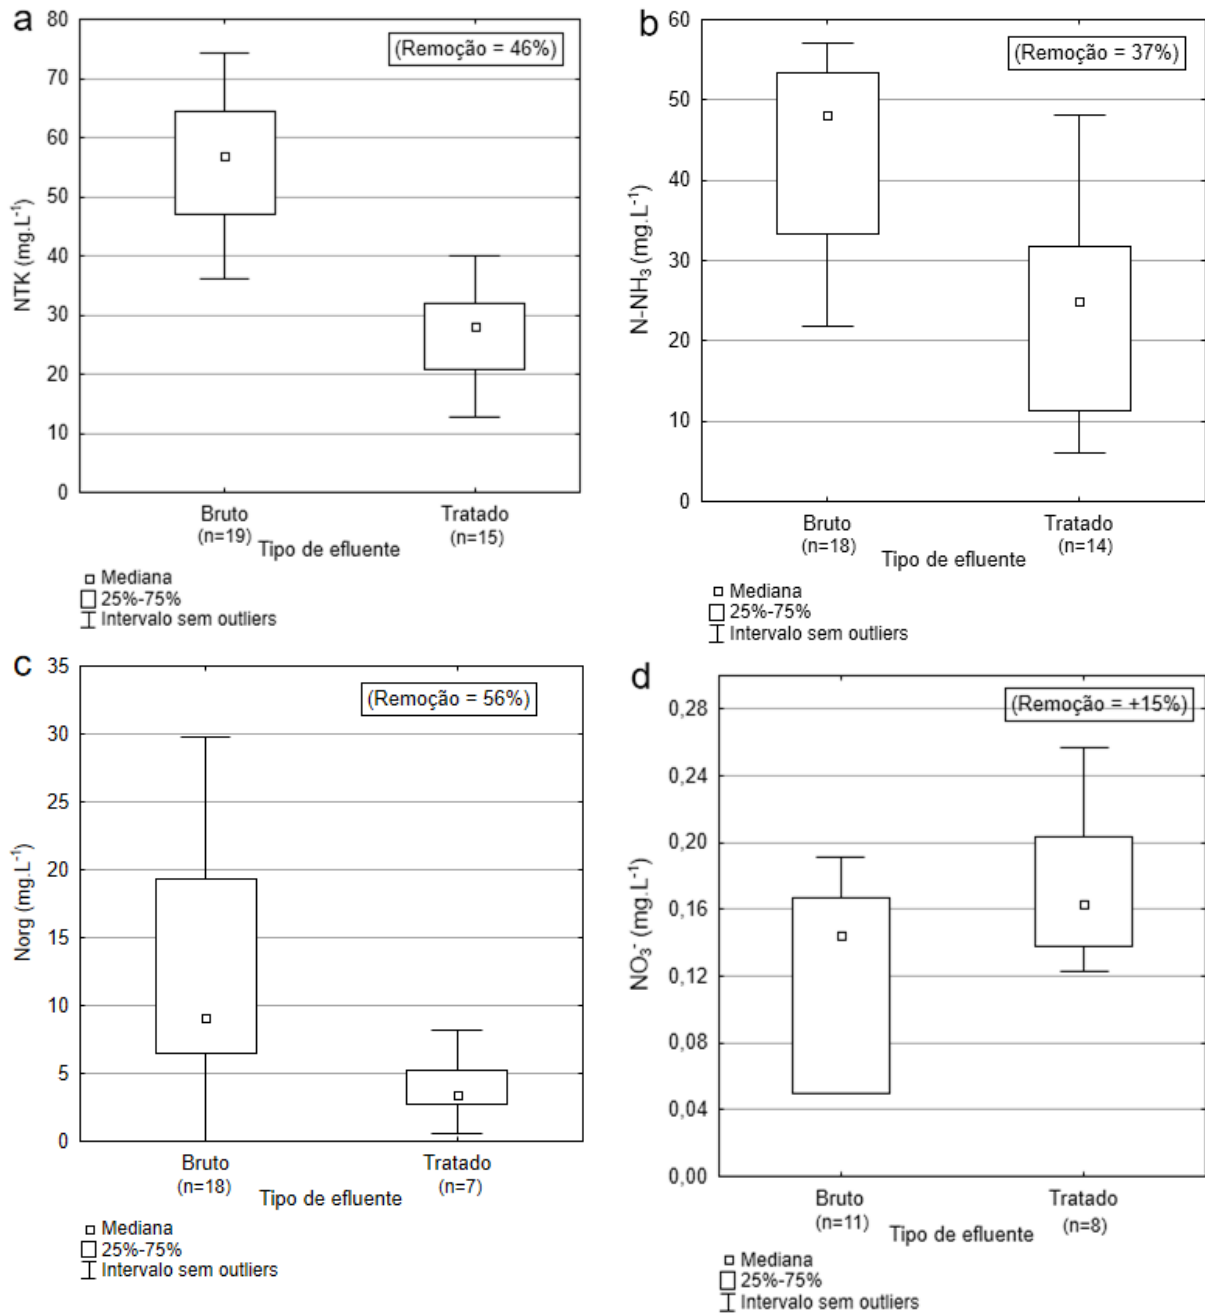 a
80
70
60
50
40
30
20
10
0
NTK (mg.L⁻¹)
(Remoção = 46%)
Bruto
(n=19)
Tratado
(n=15)
Tipo de efluente
Mediana
25%-75%
Intervalo sem outliers
b
60
50
40
30
20
10
0
N-NH₃ (mg.L⁻¹)
(Remoção = 37%)
Bruto
(n=18)
Tratado
(n=14)
Tipo de efluente
Mediana
25%-75%
Intervalo sem outliers
c
35
30
25
20
15
10
5
0
Norg (mg.L⁻¹)
(Remoção = 56%)
Bruto
(n=18)
Tratado
(n=7)
Tipo de efluente
Mediana
25%-75%
Intervalo sem outliers
d
0,28
0,24
0,20
0,16
0,12
0,08
0,04
0,00
NO₃⁻ (mg.L⁻¹)
(Remoção = +15%)
Bruto
(n=11)
Tratado
(n=8)
Tipo de efluente
Mediana
25%-75%
Intervalo sem outliers